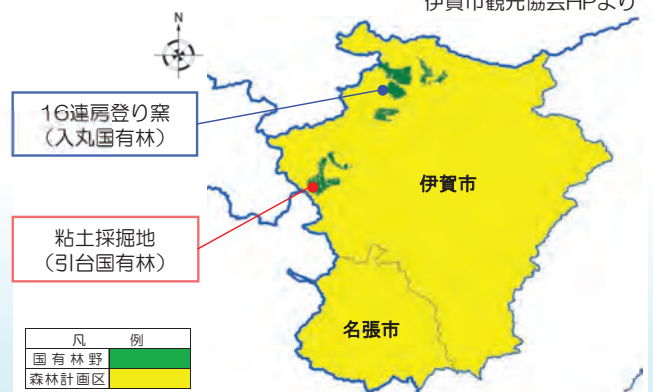 伊賀市観光協会HPより
N
16連房登り窯
(入丸国有林)
伊賀市
粘土採掘地
(引台国有林)
名張市
凡 例
国有林野
森林計画区